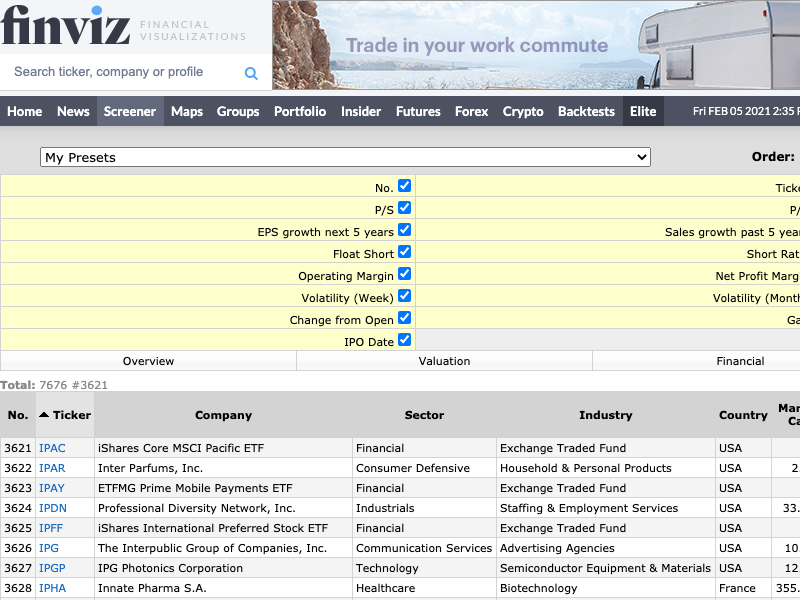 finviz FINANCIAL
VISUALIZATIONS
Trade in your work commute
Search ticker, company or profile
Home News Screener Maps Groups Portfolio Insider Futures Forex Crypto Backtests Elite Fri FEB 05 2021 2:35
My Presets Order:
No.
P/S
EPS growth next 5 years Sales growth past 5
Float Short Short
Operating Margin Net Profit
Volatility (Week) Volatility
Change from Open
IPO Date
Overview Valuation Financial
Total: 7676 #3621
No. Ticker Company Sector Industry Country
3621 IPAC iShares Core MSCI Pacific ETF Financial Exchange Traded Fund USA
3622 IPAR Inter Parfums, Inc. Consumer Defensive Household & Personal Products USA 2.
3623 IPAY ETFMG Prime Mobile Payments ETF Financial Exchange Traded Fund USA
3624 IPDN Professional Diversity Network, Inc. Industrials Staffing & Employment Services USA 33.
3625 IPFF iShares International Preferred Stock ETF Financial Exchange Traded Fund USA
3626 IPG The Interpublic Group of Companies, Inc. Communication Services Advertising Agencies USA 10.
3627 IPGP IPG Photonics Corporation Technology Semiconductor Equipment & Materials USA 12.
3628 IPHA Innate Pharma S.A. Healthcare Biotechnology France 355.